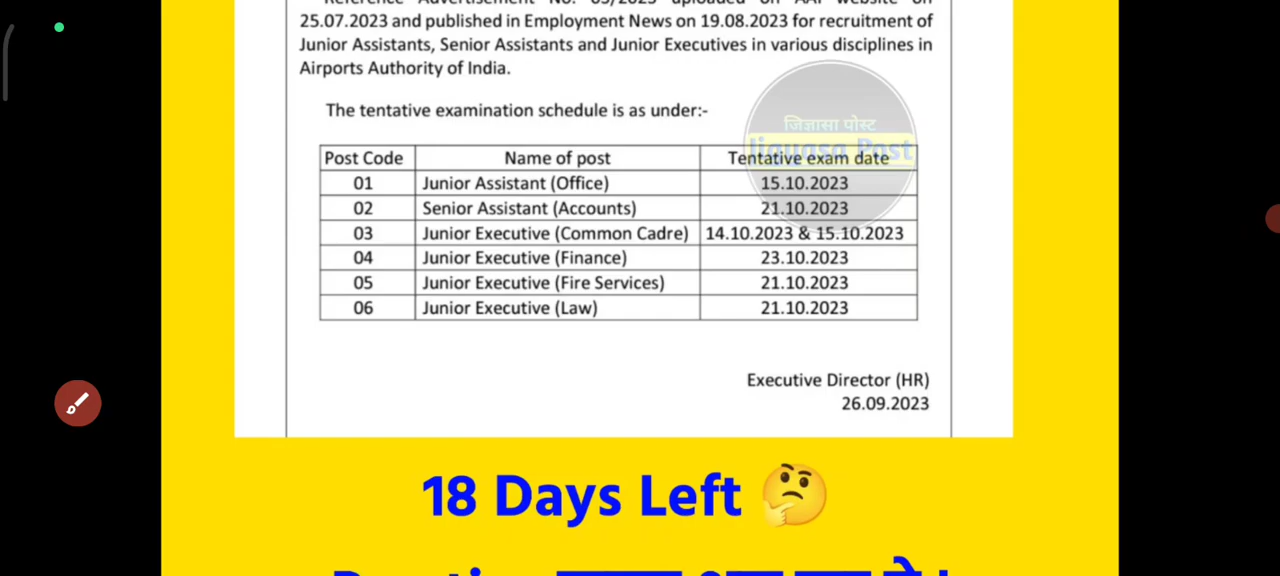 25.07.2023 and published in Employment News on 19.08.2023 for recruitment of
Junior Assistants, Senior Assistants and Junior Executives in various disciplines in
Airports Authority of India.
The tentative examination schedule is as under:-
जिज्ञासा पोस्ट
Jigyasa Post
Post Code Name of post Tentative exam date
01 Junior Assistant (Office) 15.10.2023
02 Senior Assistant (Accounts) 21.10.2023
03 Junior Executive (Common Cadre) 14.10.2023 & 15.10.2023
04 Junior Executive (Finance) 23.10.2023
05 Junior Executive (Fire Services) 21.10.2023
06 Junior Executive (Law) 21.10.2023
Executive Director (HR)
26.09.2023
18 Days Left 🤔